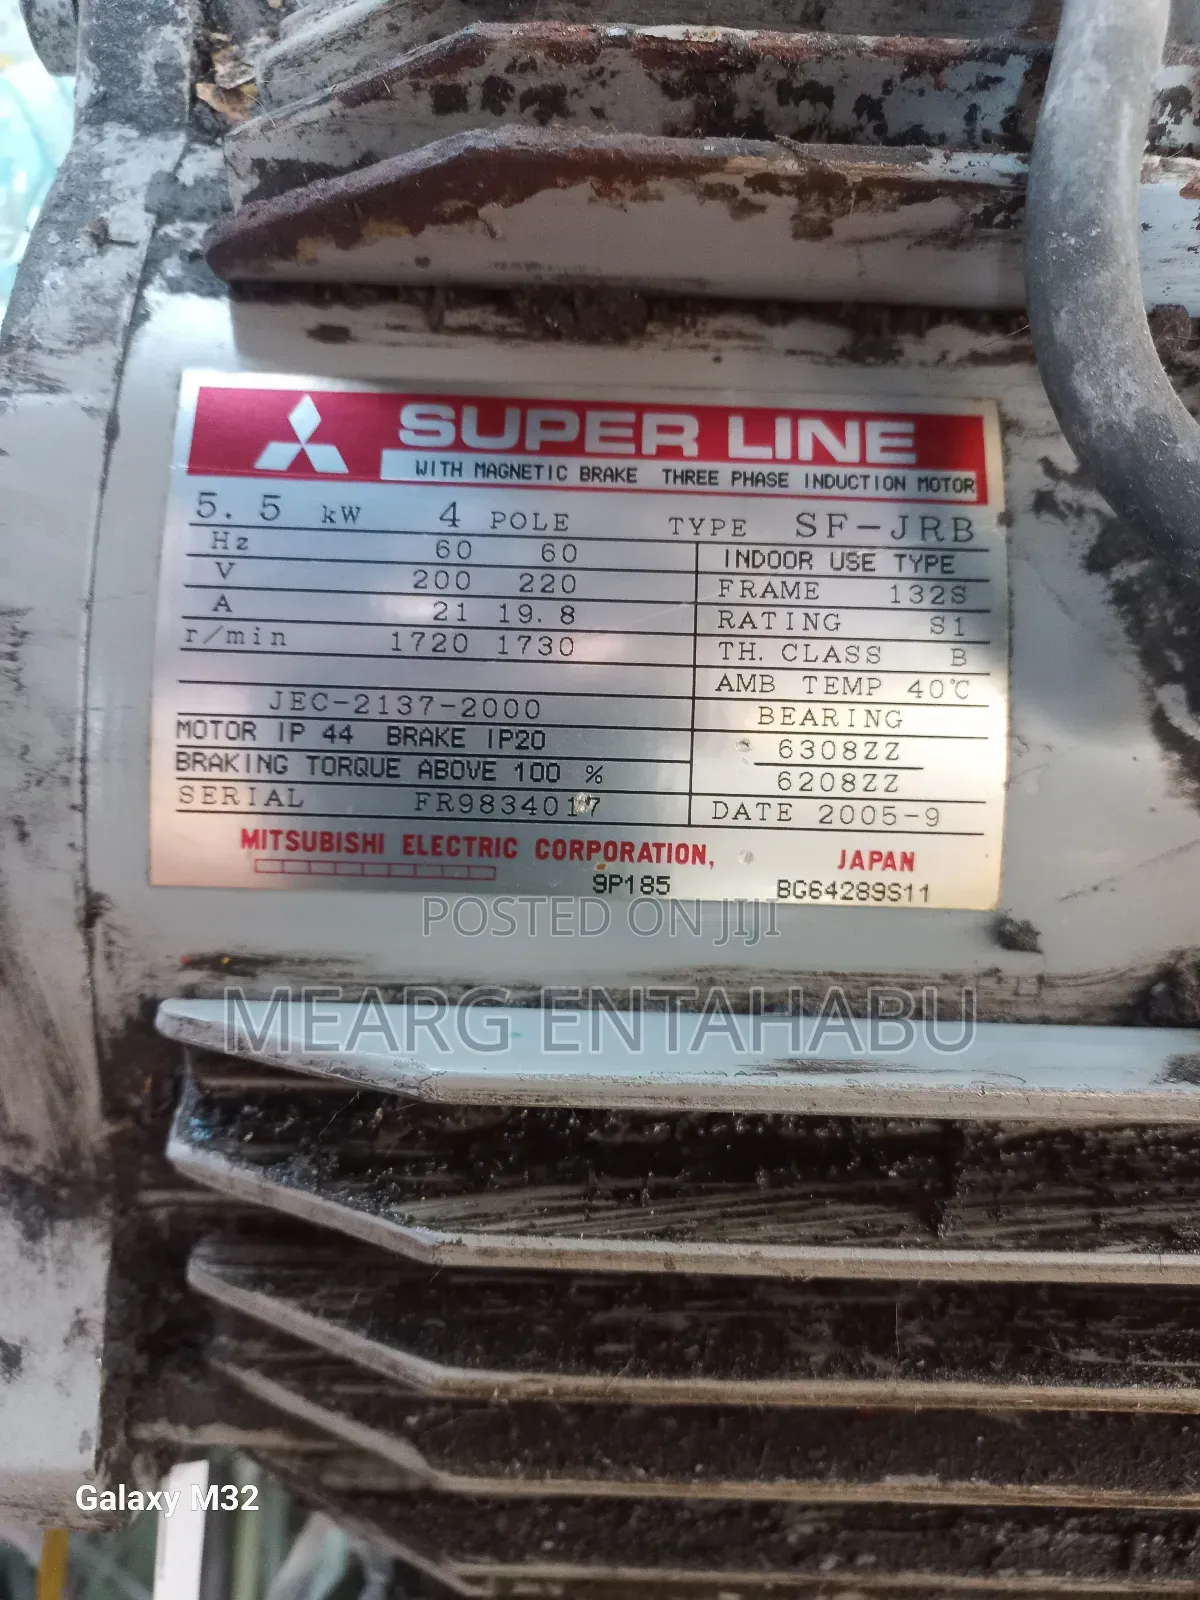 SUPER LINE
WITH MAGNETIC BRAKE THREE PHASE INDUCTION MOTOR
5.5 kW 4 POLE TYPE SF-JRB
Hz 60 60
V 200 220
A 21 19.8
r/min 1720 1730
JEC-2137-2000
MOTOR IP 44 BRAKE IP20
BRAKING TORQUE ABOVE 100 %
SERIAL FR9834017
INDOOR USE TYPE
FRAME 132S
RATING S1
TH. CLASS B
AMB TEMP 40℃
BEARING
6308ZZ
6208ZZ
DATE 2005-9
MITSUBISHI ELECTRIC CORPORATION, JAPAN
9P185 BG64289S11
POSTED ON JIJI
MEARG ENTAHABU
Galaxy M32